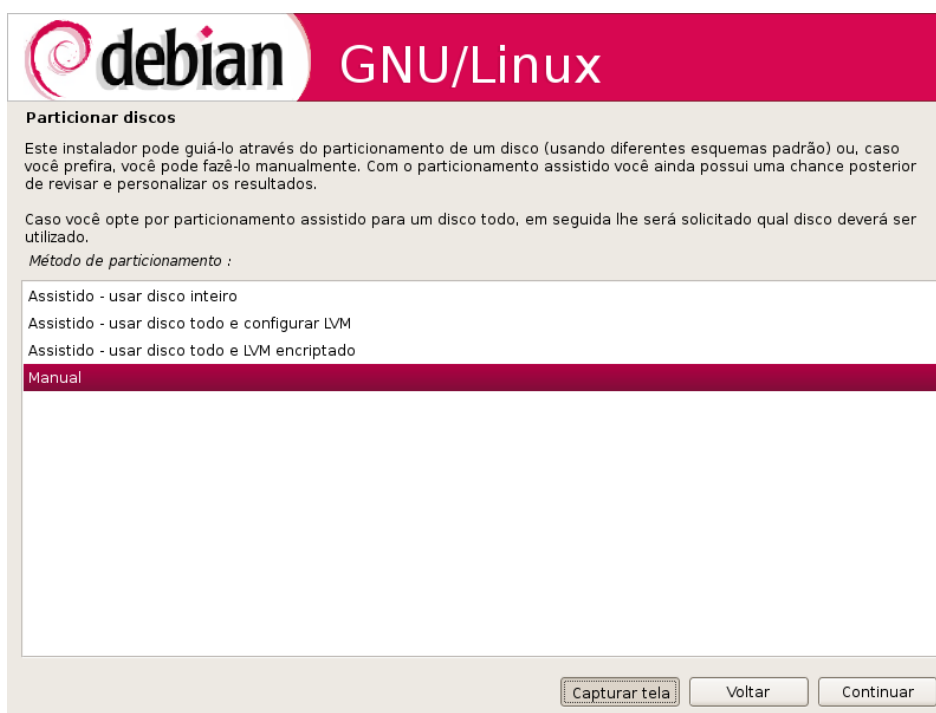 debian GNU/Linux
Particionar discos
Este instalador pode guiá-lo através do particionamento de um disco (usando diferentes esquemas padrão) ou, caso
você prefira, você pode fazê-lo manualmente. Com o particionamento assistido você ainda possui uma chance posterior
de revisar e personalizar os resultados.
Caso você opte por particionamento assistido para um disco todo, em seguida lhe será solicitado qual disco deverá ser
utilizado.
Método de particionamento :
Assistido - usar disco inteiro
Assistido - usar disco todo e configurar LVM
Assistido - usar disco todo e LVM encriptado
Manual
Capturar tela Voltar Continuar